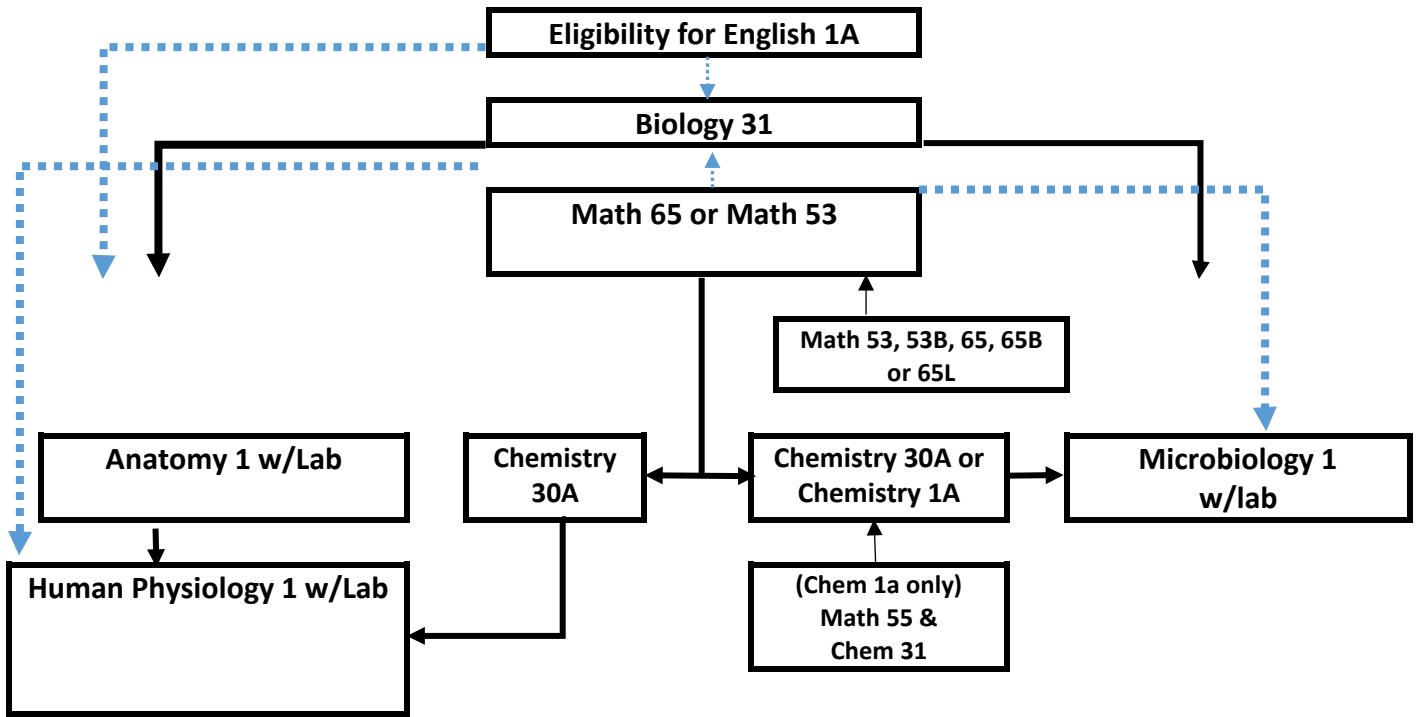 Eligibility for English 1A
Biology 31
Math 65 or Math 53
Math 53, 53B, 65, 65B
or 65L
Anatomy 1 w/Lab
Chemistry
30A
Chemistry 30A or
Chemistry 1A
Microbiology 1
w/lab
Human Physiology 1 w/Lab
(Chem 1a only)
Math 55 &
Chem 31